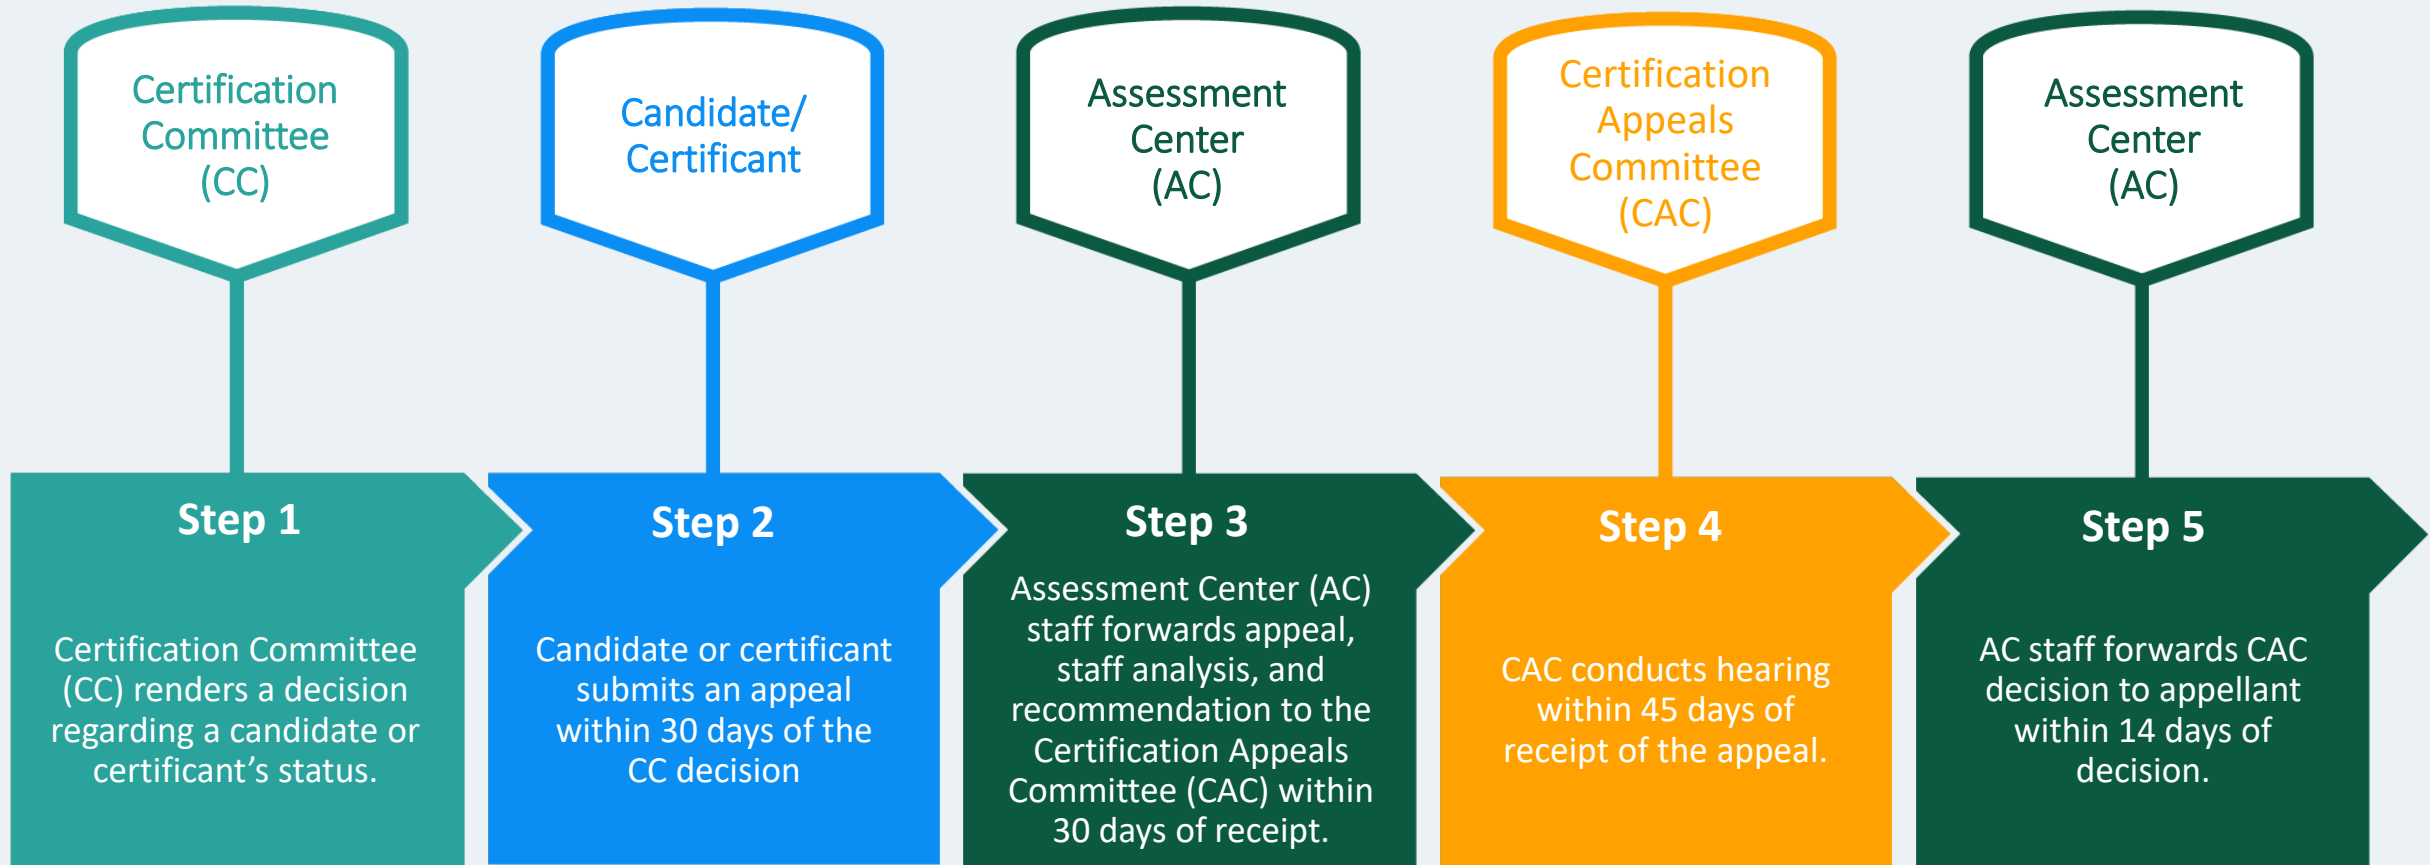 Certification
Committee
(CC)
Candidate/
Certificant
Assessment
Center
(AC)
Certification
Appeals
Committee
(CAC)
Assessment
Center
(AC)
Step 1
Certification Committee
(CC) renders a decision
regarding a candidate or
certificant’s status.
Step 2
Candidate or certificant
submits an appeal
within 30 days of the
CC decision
Step 3
Assessment Center (AC)
staff forwards appeal,
staff analysis, and
recommendation to the
Certification Appeals
Committee (CAC) within
30 days of receipt.
Step 4
CAC conducts hearing
within 45 days of
receipt of the appeal.
Step 5
AC staff forwards CAC
decision to appellant
within 14 days of
decision.